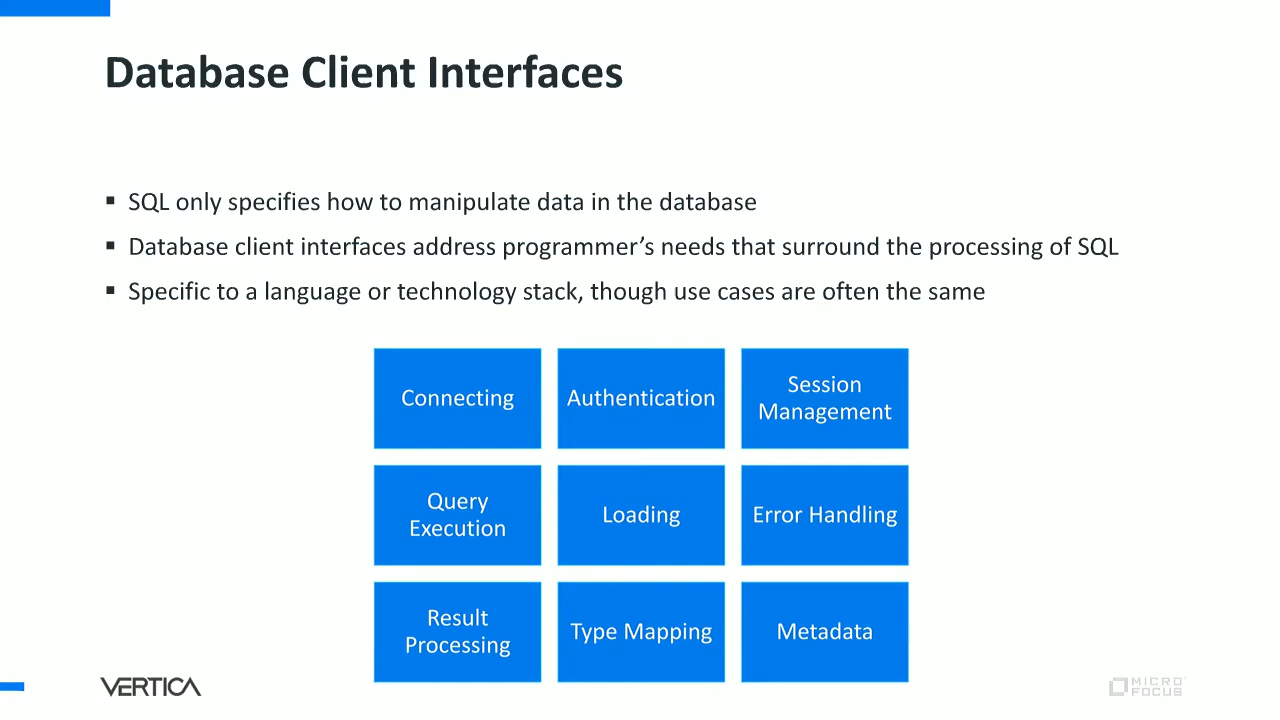 Database Client Interfaces
▪ SQL only specifies how to manipulate data in the database
▪ Database client interfaces address programmer’s needs that surround the processing of SQL
▪ Specific to a language or technology stack, though use cases are often the same
Connecting
Authentication
Session
Management
Query
Execution
Loading
Error Handling
Result
Processing
Type Mapping
Metadata
VERTICA
MICRO
FOCUS